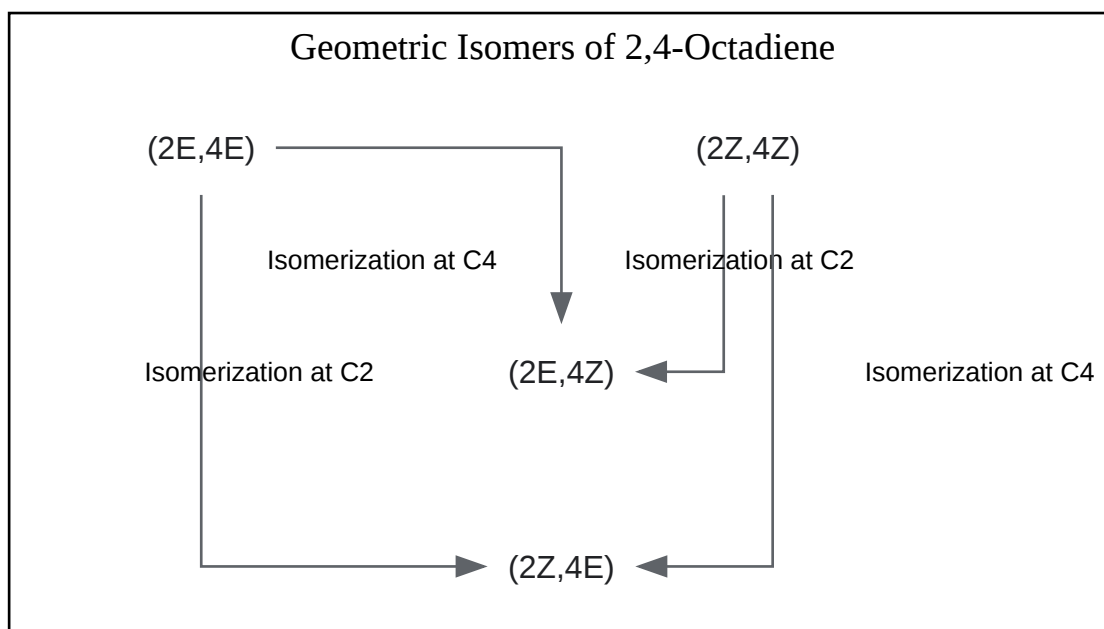 Geometric Isomers of 2,4-Octadiene
(2E,4E)
(2Z,4Z)
Isomerization at C4
Isomerization at C2
Isomerization at C2
(2E,4Z)
Isomerization at C4
(2Z,4E)